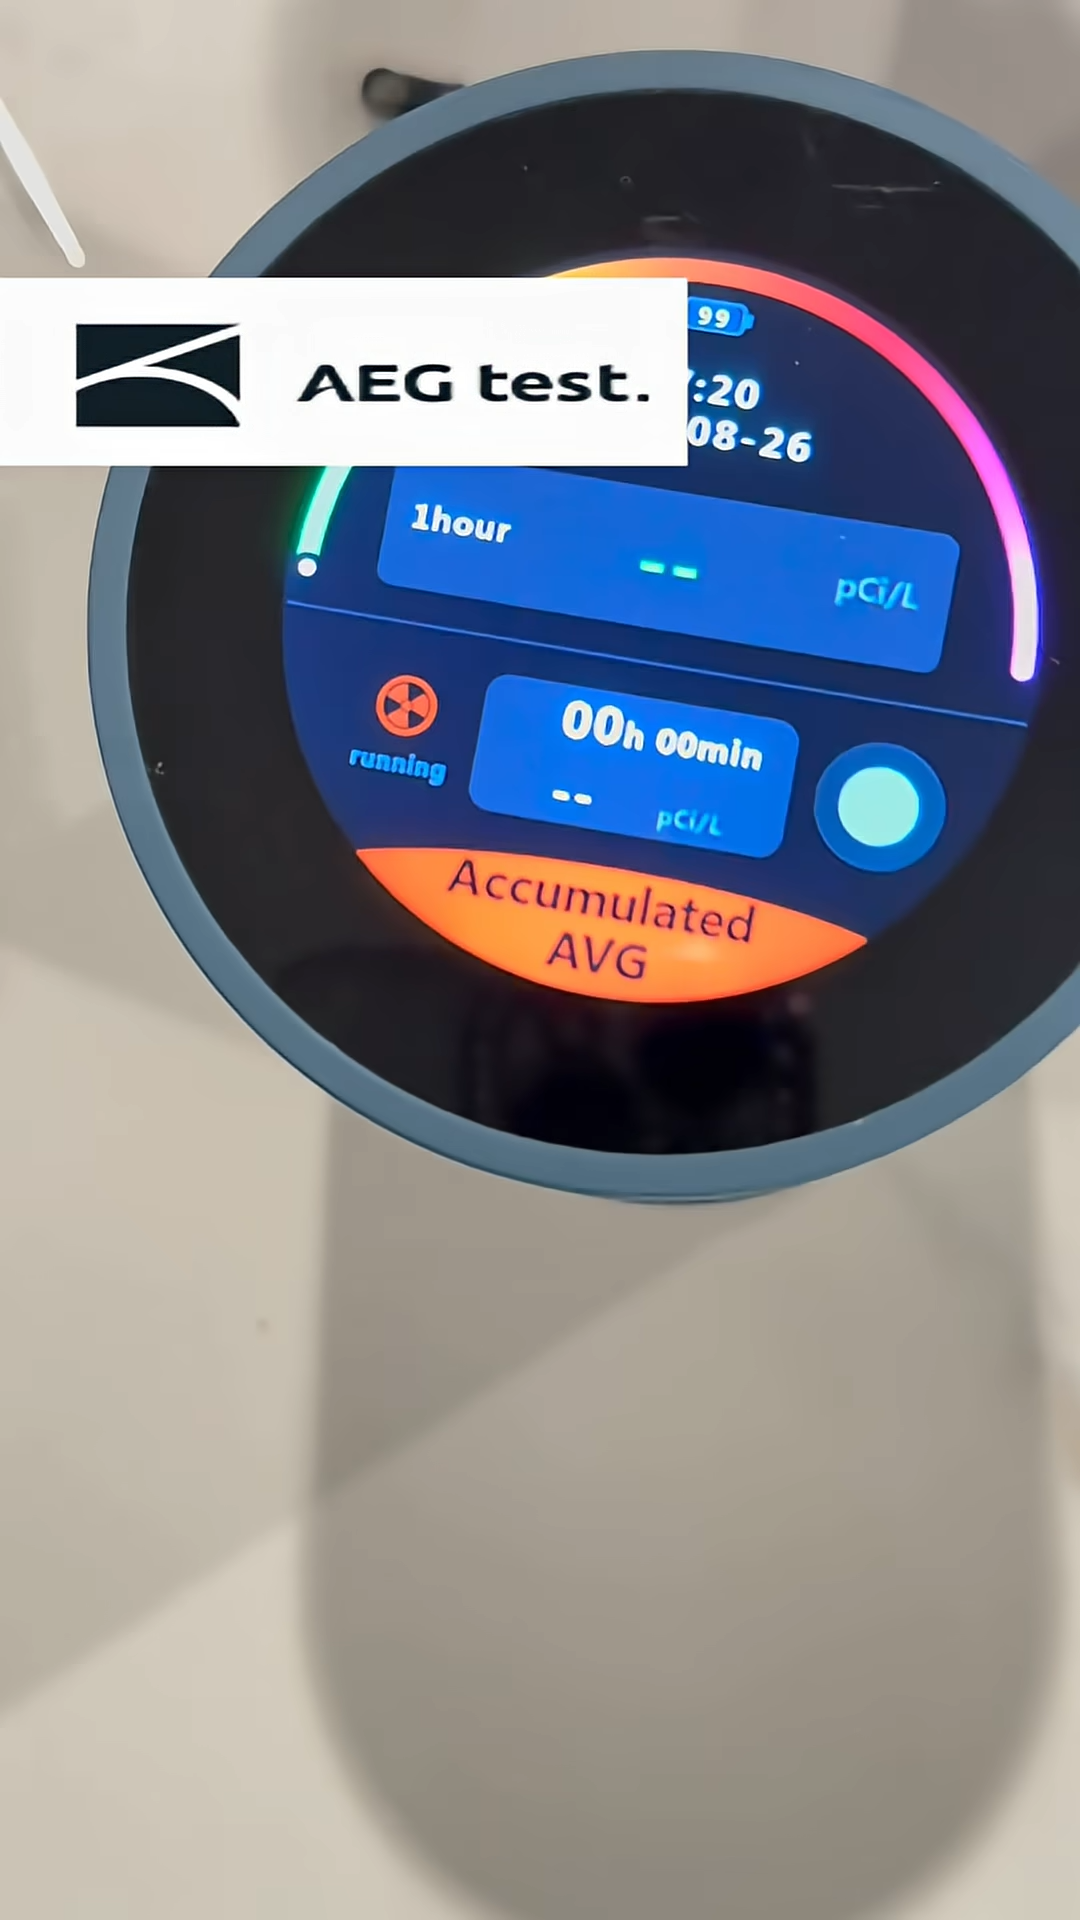 99
AEG test.
:20
08-26
1hour
-- pCi/L
00h 00min
running
-- pCi/L
Accumulated
AVG